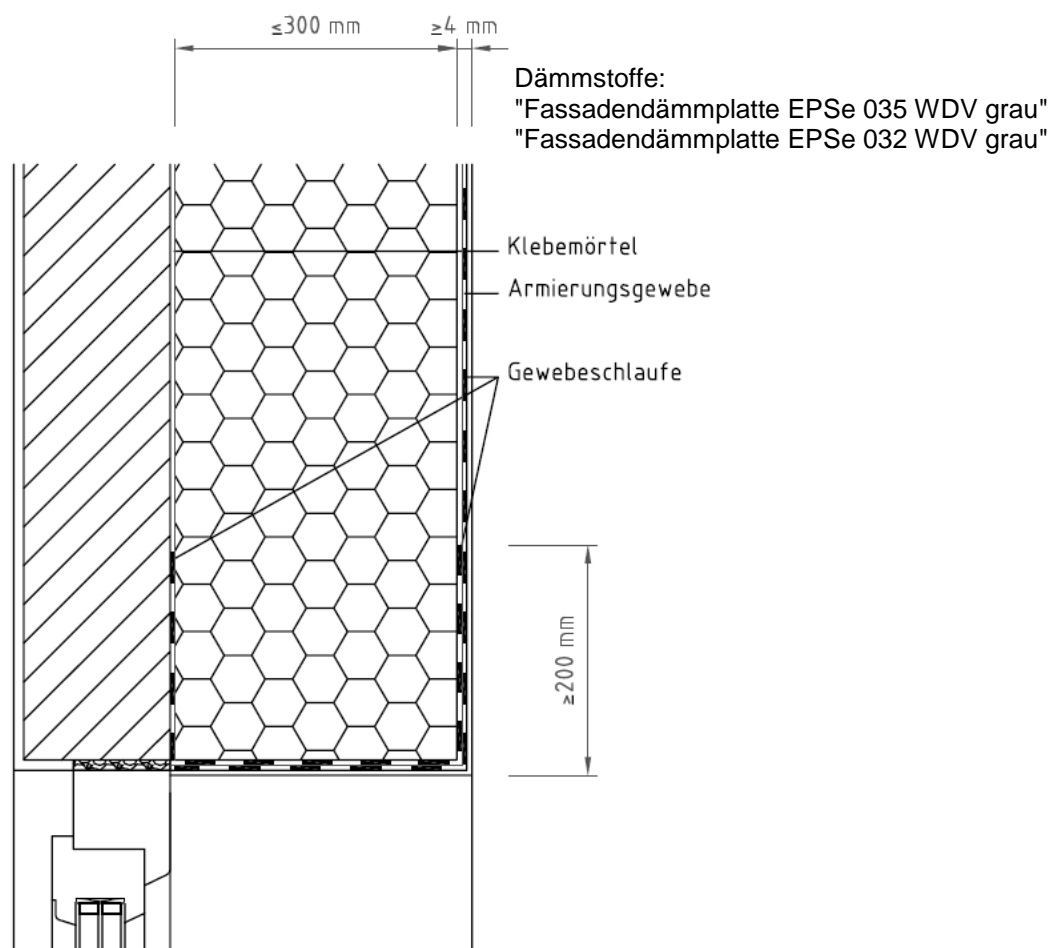 ≤300 mm
≥4 mm
Dämmstoffe:
"Fassadendämmplatte EPSe 035 WDV grau"
"Fassadendämmplatte EPSe 032 WDV grau"
Klebemörtel
Armierungsgewebe
Gewebeschlaufe
≥200 mm